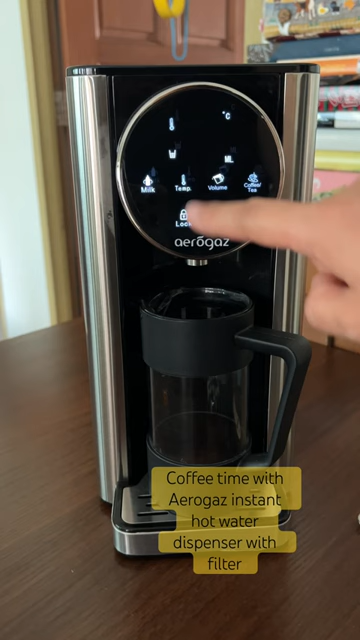 °C
ML
Milk
Temp.
Volume
Coffee/
Tea
Lock
aerogaz
Coffee time with
Aerogaz instant
hot water
dispenser with
filter